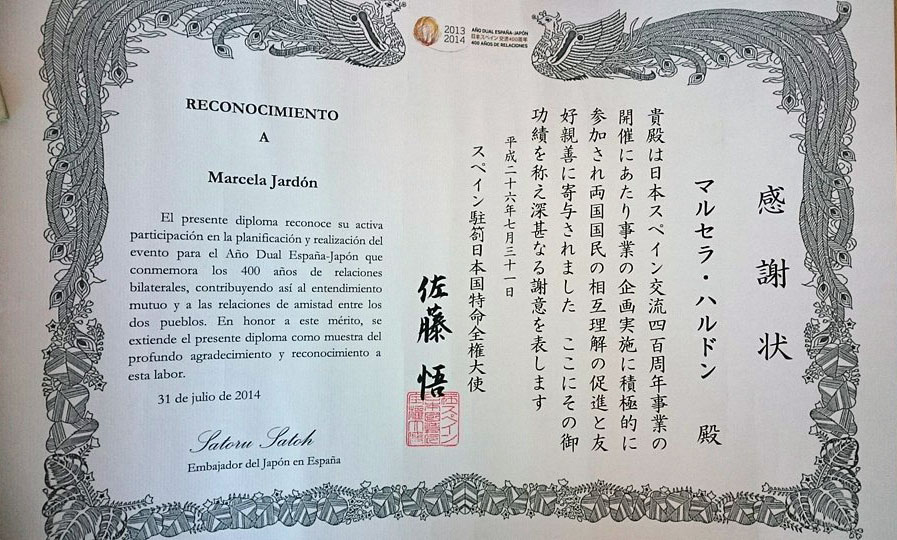 2013
2014
AÑO DUAL ESPAÑA-JAPÓN
日本スペイン交流400周年
400 AÑOS DE RELACIONES
RECONOCIMIENTO
A
Marcela Jardón
El presente diploma reconoce su activa
participación en la planificación y realización del
evento para el Año Dual España-Japón que
conmemora los 400 años de relaciones
bilaterales, contribuyendo así al entendimiento
mutuo y a las relaciones de amistad entre los
dos pueblos. En honor a este mérito, se
extiende el presente diploma como muestra del
profundo agradecimiento y reconocimiento a
esta labor.
31 de julio de 2014
Satoru Satoh
Embajador del Japón en España
感謝状
マルセラ・ハルドン 殿
貴殿は日本スペイン交流四百周年事業の
開催にあたり事業の企画実施に積極的に
参加され両国国民の相互理解の促進と友
好親善に寄与されました ここにその御
功績を称え深甚なる謝意を表します
平成二十六年七月三十一日
スペイン駐箚日本国特命全権大使
佐藤 悟